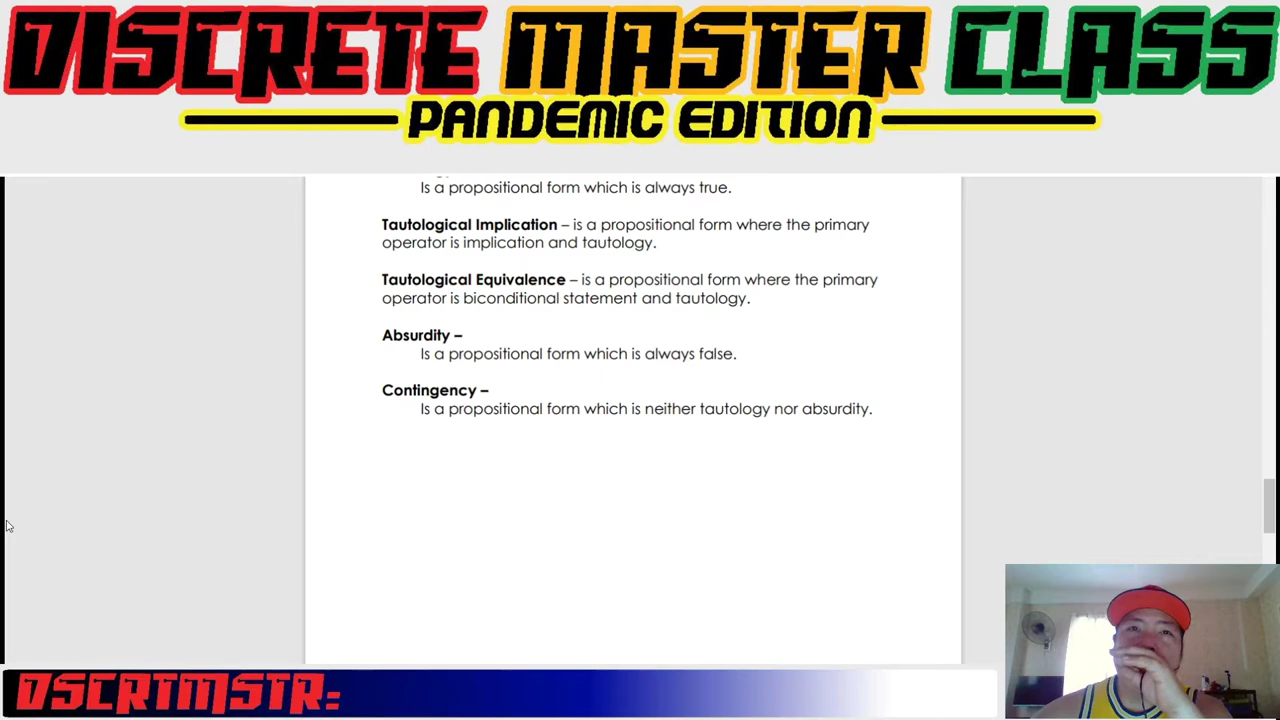 DISCRETE MASTER CLASS
PANDEMIC EDITION
Is a propositional form which is always true.
Tautological Implication – is a propositional form where the primary
operator is implication and tautology.
Tautological Equivalence – is a propositional form where the primary
operator is biconditional statement and tautology.
Absurdity –
Is a propositional form which is always false.
Contingency –
Is a propositional form which is neither tautology nor absurdity.
DSCRTMSTR: